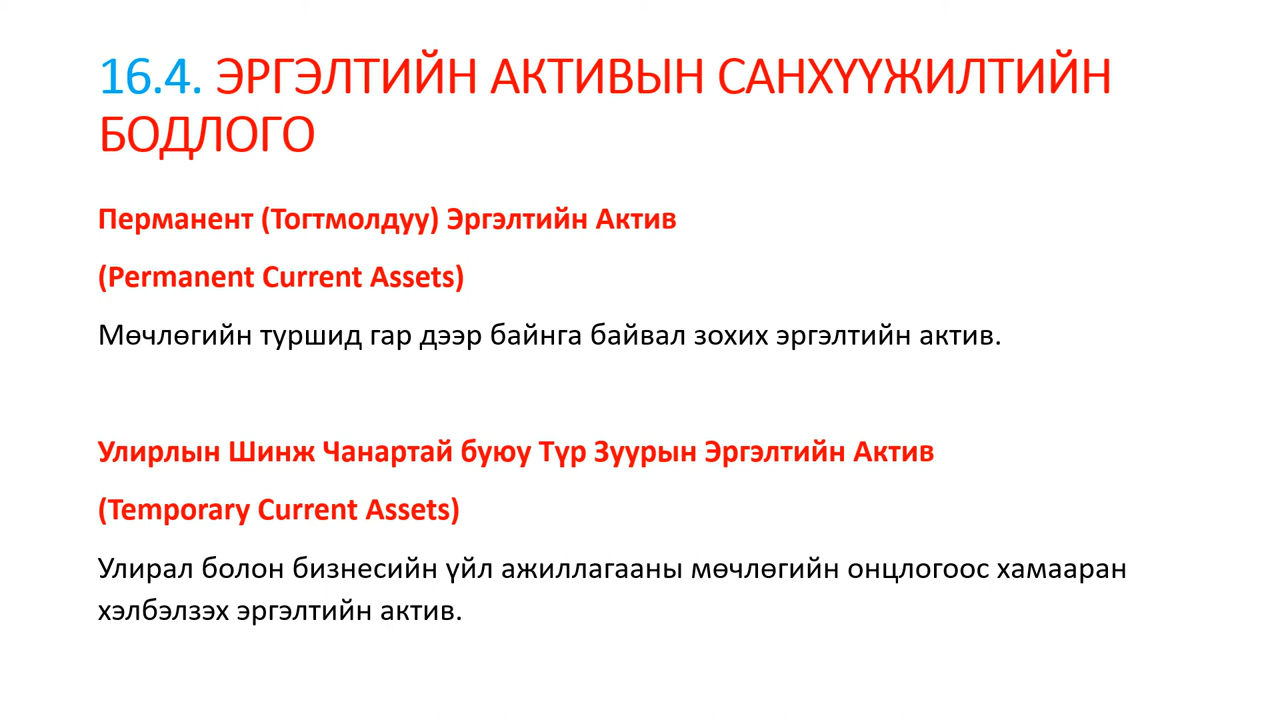 16.4. ЭРГЭЛТИЙН АКТИВЫН САНХҮҮЖИЛТИЙН
БОДЛОГО
Перманент (Тогтмолдуу) Эргэлтийн Актив
(Permanent Current Assets)
Мөчлөгийн туршид гар дээр байнга байвал зохих эргэлтийн актив.
Улирлын Шинж Чанартай буюу Түр Зуурын Эргэлтийн Актив
(Temporary Current Assets)
Улирал болон бизнесийн үйл ажиллагааны мөчлөгийн онцлогоос хамааран
хэлбэлзэх эргэлтийн актив.